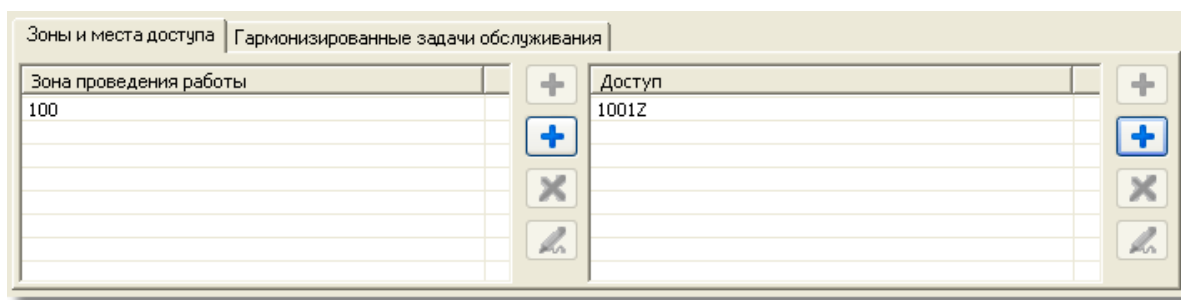 Зоны и места доступа
Гармонизированные задачи обслуживания
Зона проведения работы
100
Доступ
1001Z